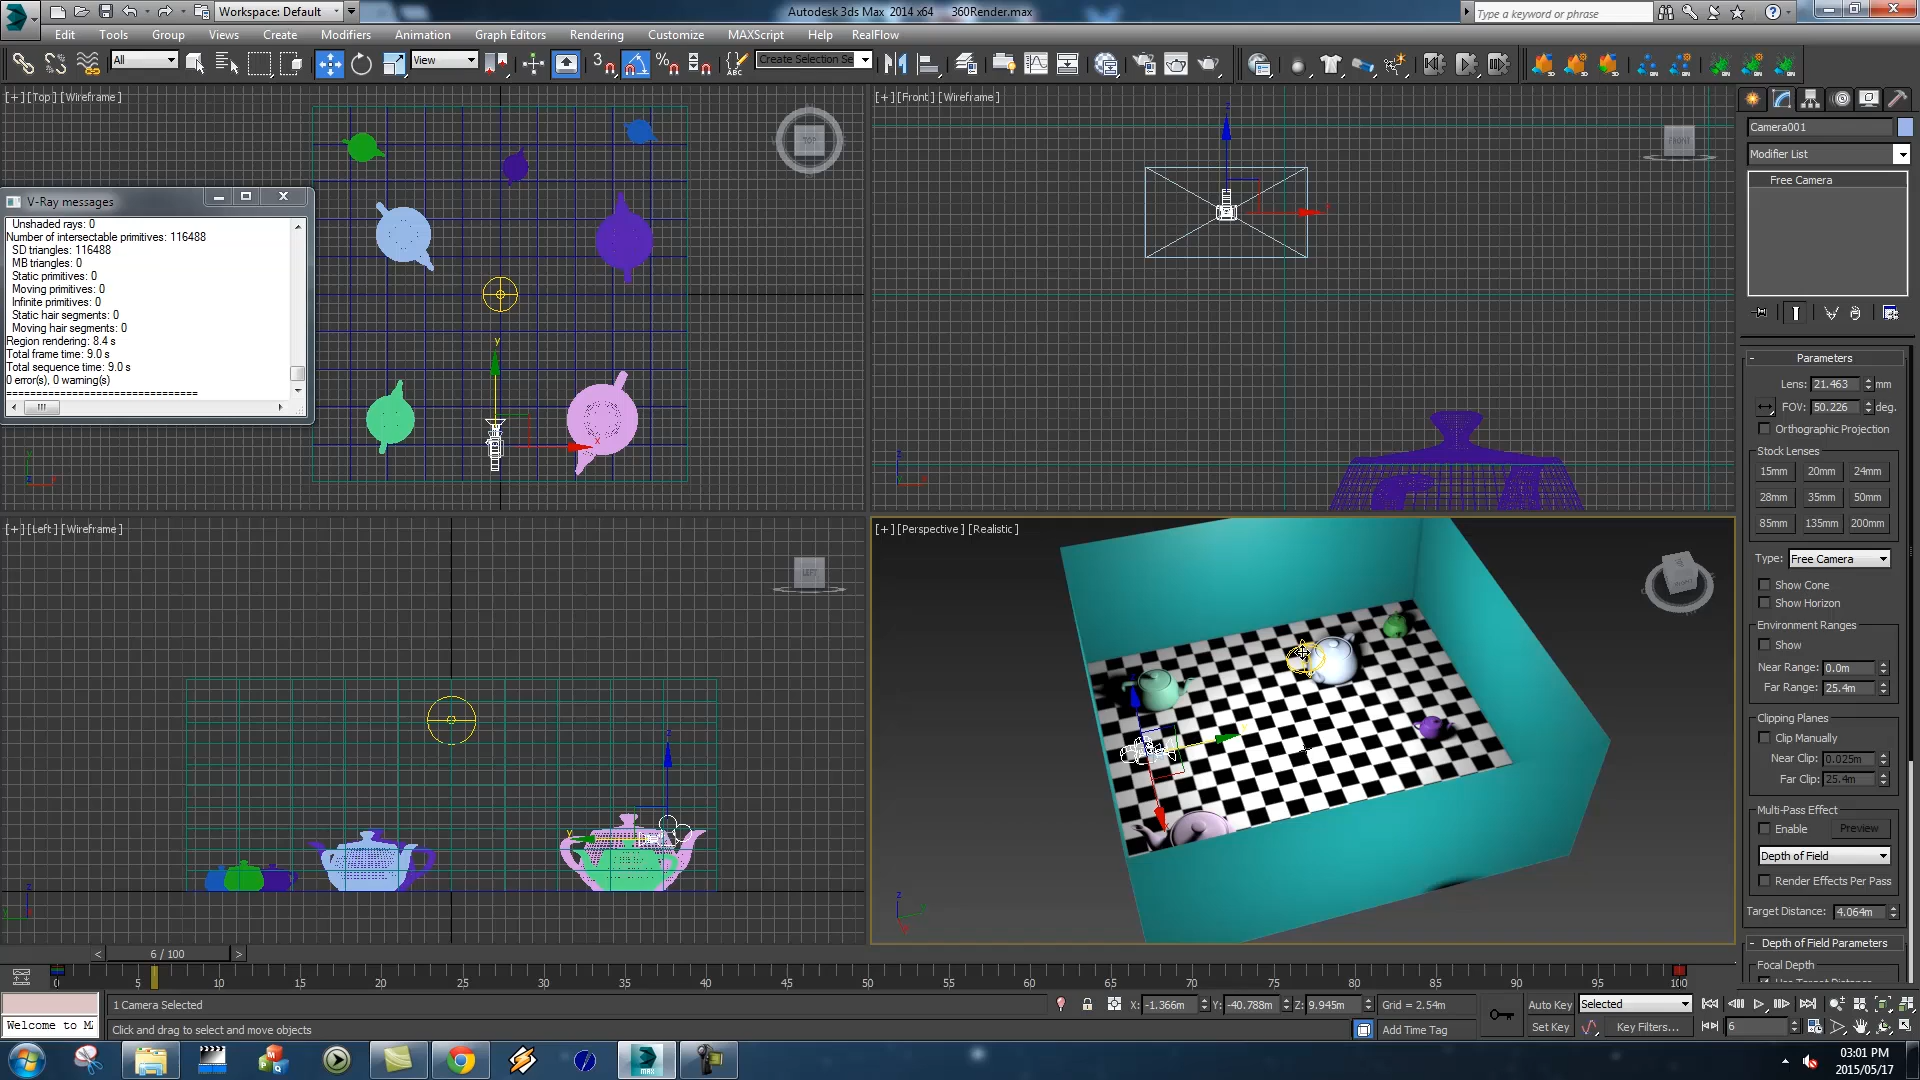 Workspace: Default
Autodesk 3ds Max 2014 x64 360Render.max
Type a keyword or phrase
Edit Tools Group Views Create Modifiers Animation Graph Editors Rendering Customize MAXScript Help RealFlow
All View Create Selection Se
[+][Top][Wireframe]
TOP
[+][Front][Wireframe]
FRONT
V-Ray messages
Unshaded rays: 0
Number of intersectable primitives: 116488
SD triangles: 116488
MB triangles: 0
Static primitives: 0
Moving primitives: 0
Infinite primitives: 0
Static hair segments: 0
Moving hair segments: 0
Region rendering: 8.4 s
Total frame time: 9.0 s
Total sequence time: 9.0 s
0 error(s), 0 warning(s)
================================
[+][Left][Wireframe]
LEFT
[+][Perspective][Realistic]
Camera001
Modifier List
Free Camera
- Parameters
Lens: 21.463 mm
FOV: 50.226 deg.
Orthographic Projection
Stock Lenses
15mm 20mm 24mm
28mm 35mm 50mm
85mm 135mm 200mm
Type: Free Camera
Show Cone
Show Horizon
Environment Ranges
Show
Near Range: 0.0m
Far Range: 25.4m
Clipping Planes
Clip Manually
Near Clip: 0.025m
Far Clip: 25.4m
Multi-Pass Effect
Enable Preview
Depth of Field
Render Effects Per Pass
Target Distance: 4.064m
- Depth of Field Parameters
Focal Depth
< 6 / 100 >
0 5 10 15 20 25 30 35 40 45 50 55 60 65 70 75 80 85 90 95 100
1 Camera Selected
X: -1.366m Y: -40.788m Z: 9.945m Grid = 2.54m
Auto Key Selected
Welcome to MA
Click and drag to select and move objects
Add Time Tag
Set Key Key Filters... 6
03:01 PM
2015/05/17